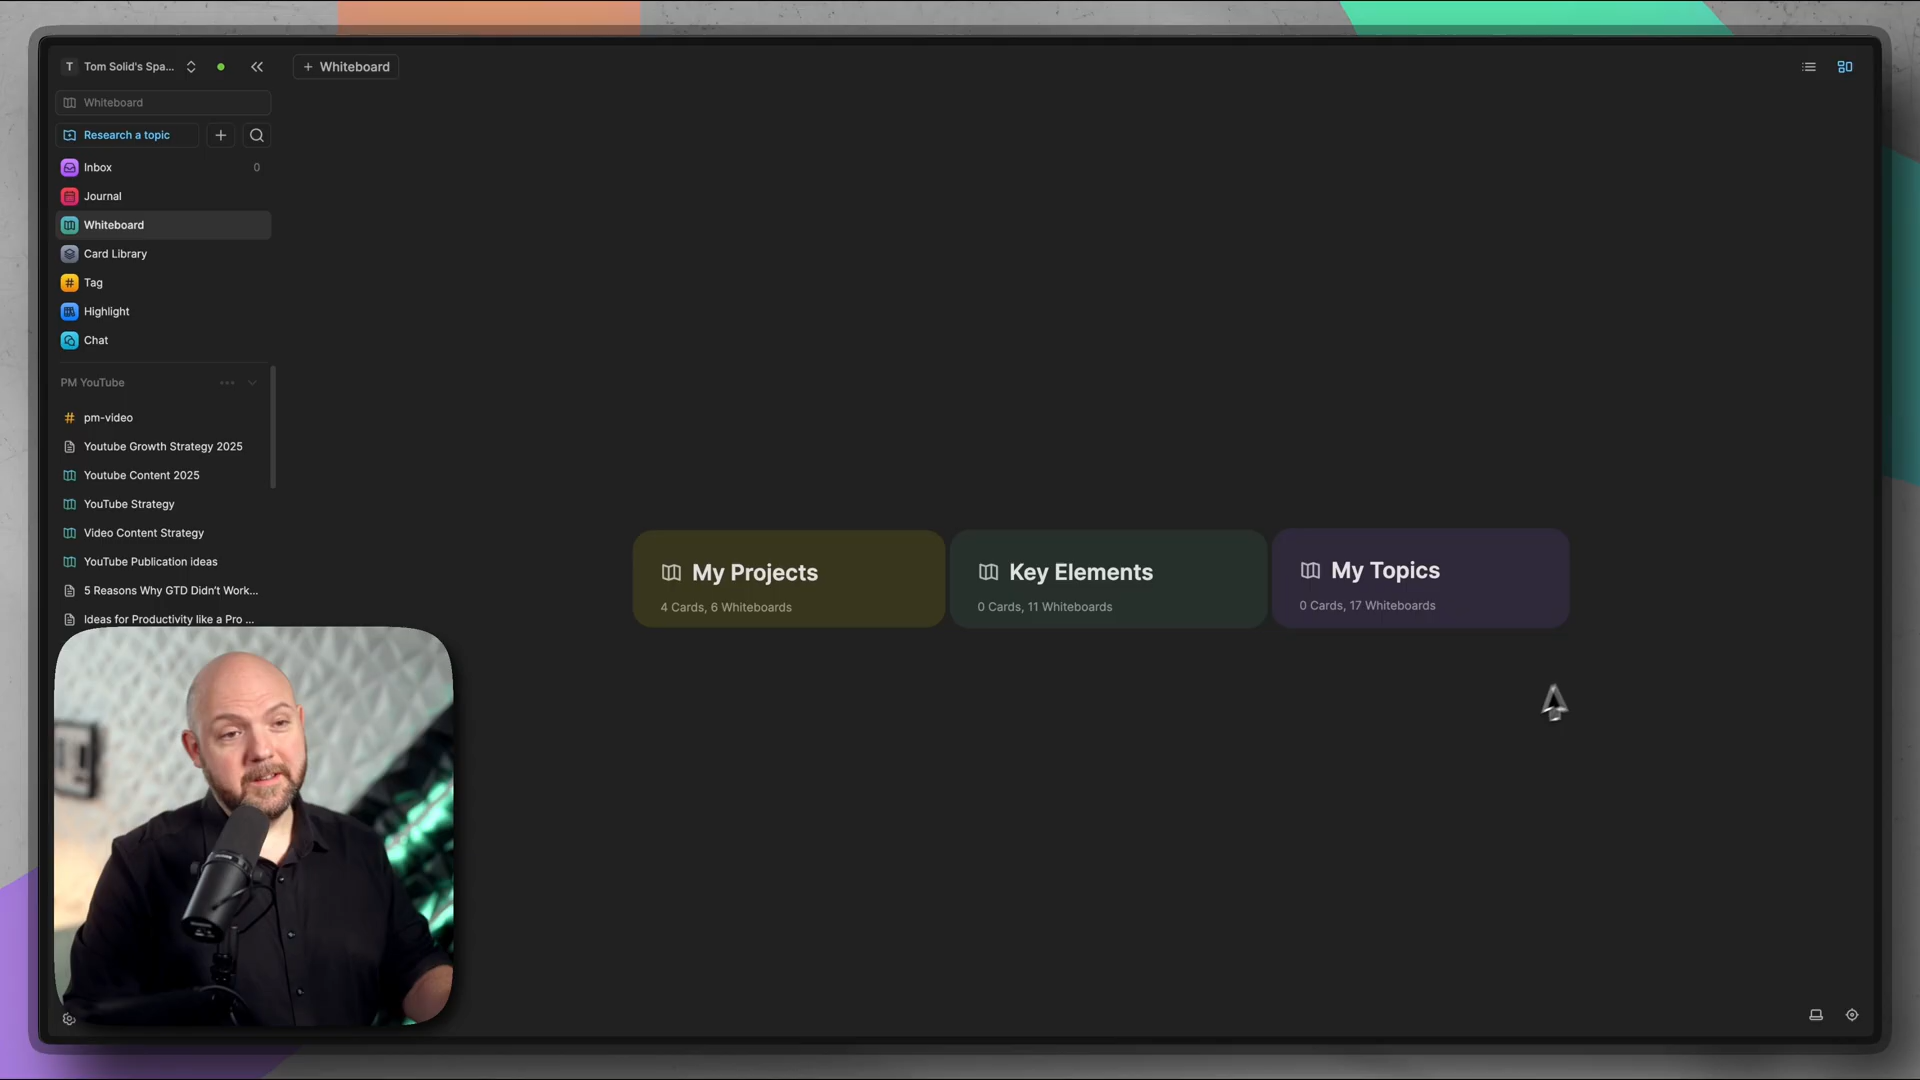 T Tom Solid's Spa...
+ Whiteboard
Whiteboard
Research a topic
Inbox 0
Journal
Whiteboard
Card Library
Tag
Highlight
Chat
PM YouTube
pm-video
Youtube Growth Strategy 2025
Youtube Content 2025
YouTube Strategy
Video Content Strategy
YouTube Publication ideas
5 Reasons Why GTD Didn't Work...
Ideas for Productivity like a Pro ...
My Projects
4 Cards, 6 Whiteboards
Key Elements
0 Cards, 11 Whiteboards
My Topics
0 Cards, 17 Whiteboards